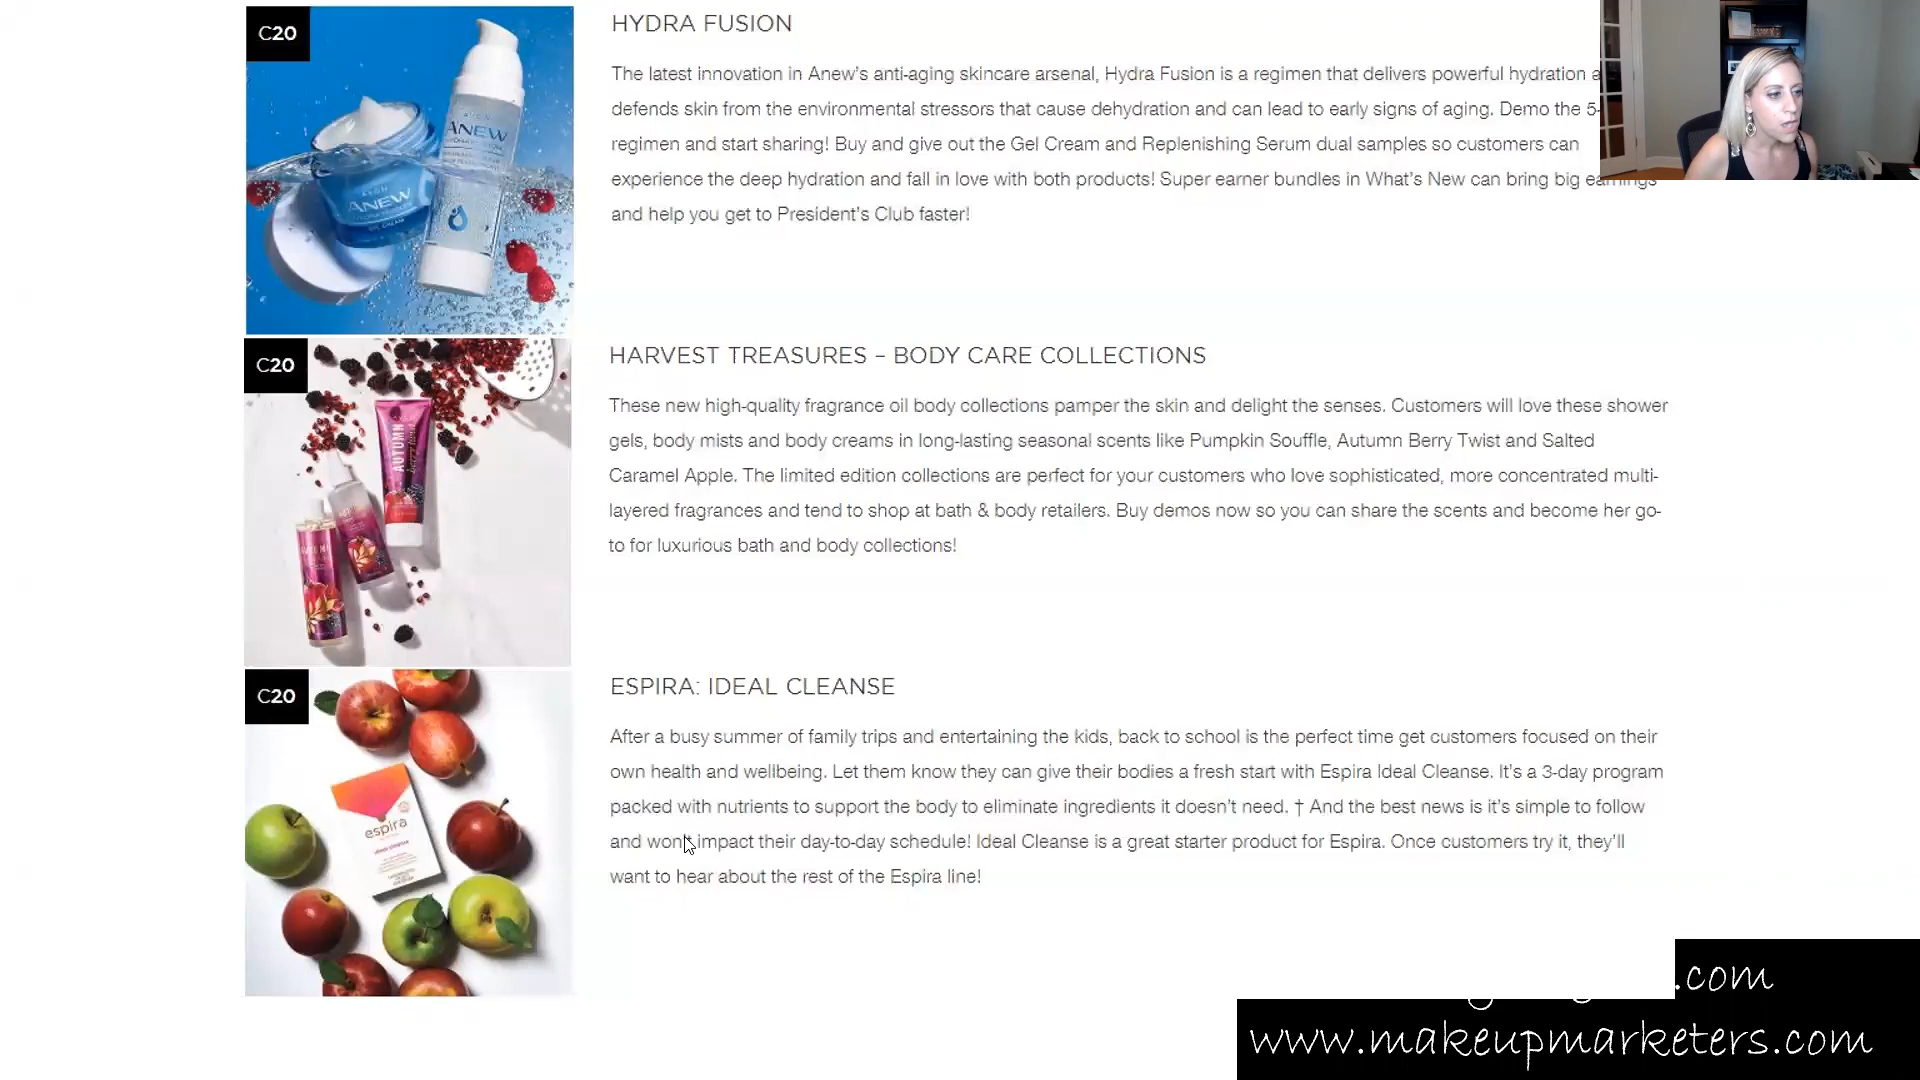 C20
HYDRA FUSION
The latest innovation in Anew's anti-aging skincare arsenal, Hydra Fusion is a regimen that delivers powerful hydration
defends skin from the environmental stressors that cause dehydration and can lead to early signs of aging. Demo the 5-
regimen and start sharing! Buy and give out the Gel Cream and Replenishing Serum dual samples so customers can
experience the deep hydration and fall in love with both products! Super earner bundles in What's New can bring big earnings
and help you get to President's Club faster!
ANEW
AVON
ANEW
GEL CREAM
C20
HARVEST TREASURES – BODY CARE COLLECTIONS
These new high-quality fragrance oil body collections pamper the skin and delight the senses. Customers will love these shower
gels, body mists and body creams in long-lasting seasonal scents like Pumpkin Souffle, Autumn Berry Twist and Salted
Caramel Apple. The limited edition collections are perfect for your customers who love sophisticated, more concentrated multi-
layered fragrances and tend to shop at bath & body retailers. Buy demos now so you can share the scents and become her go-
to for luxurious bath and body collections!
AUTUMN
C20
ESPIRA: IDEAL CLEANSE
After a busy summer of family trips and entertaining the kids, back to school is the perfect time get customers focused on their
own health and wellbeing. Let them know they can give their bodies a fresh start with Espira Ideal Cleanse. It's a 3-day program
packed with nutrients to support the body to eliminate ingredients it doesn't need. † And the best news is it's simple to follow
and won't impact their day-to-day schedule! Ideal Cleanse is a great starter product for Espira. Once customers try it, they'll
want to hear about the rest of the Espira line!
espira
.com
www.makeupmarketers.com